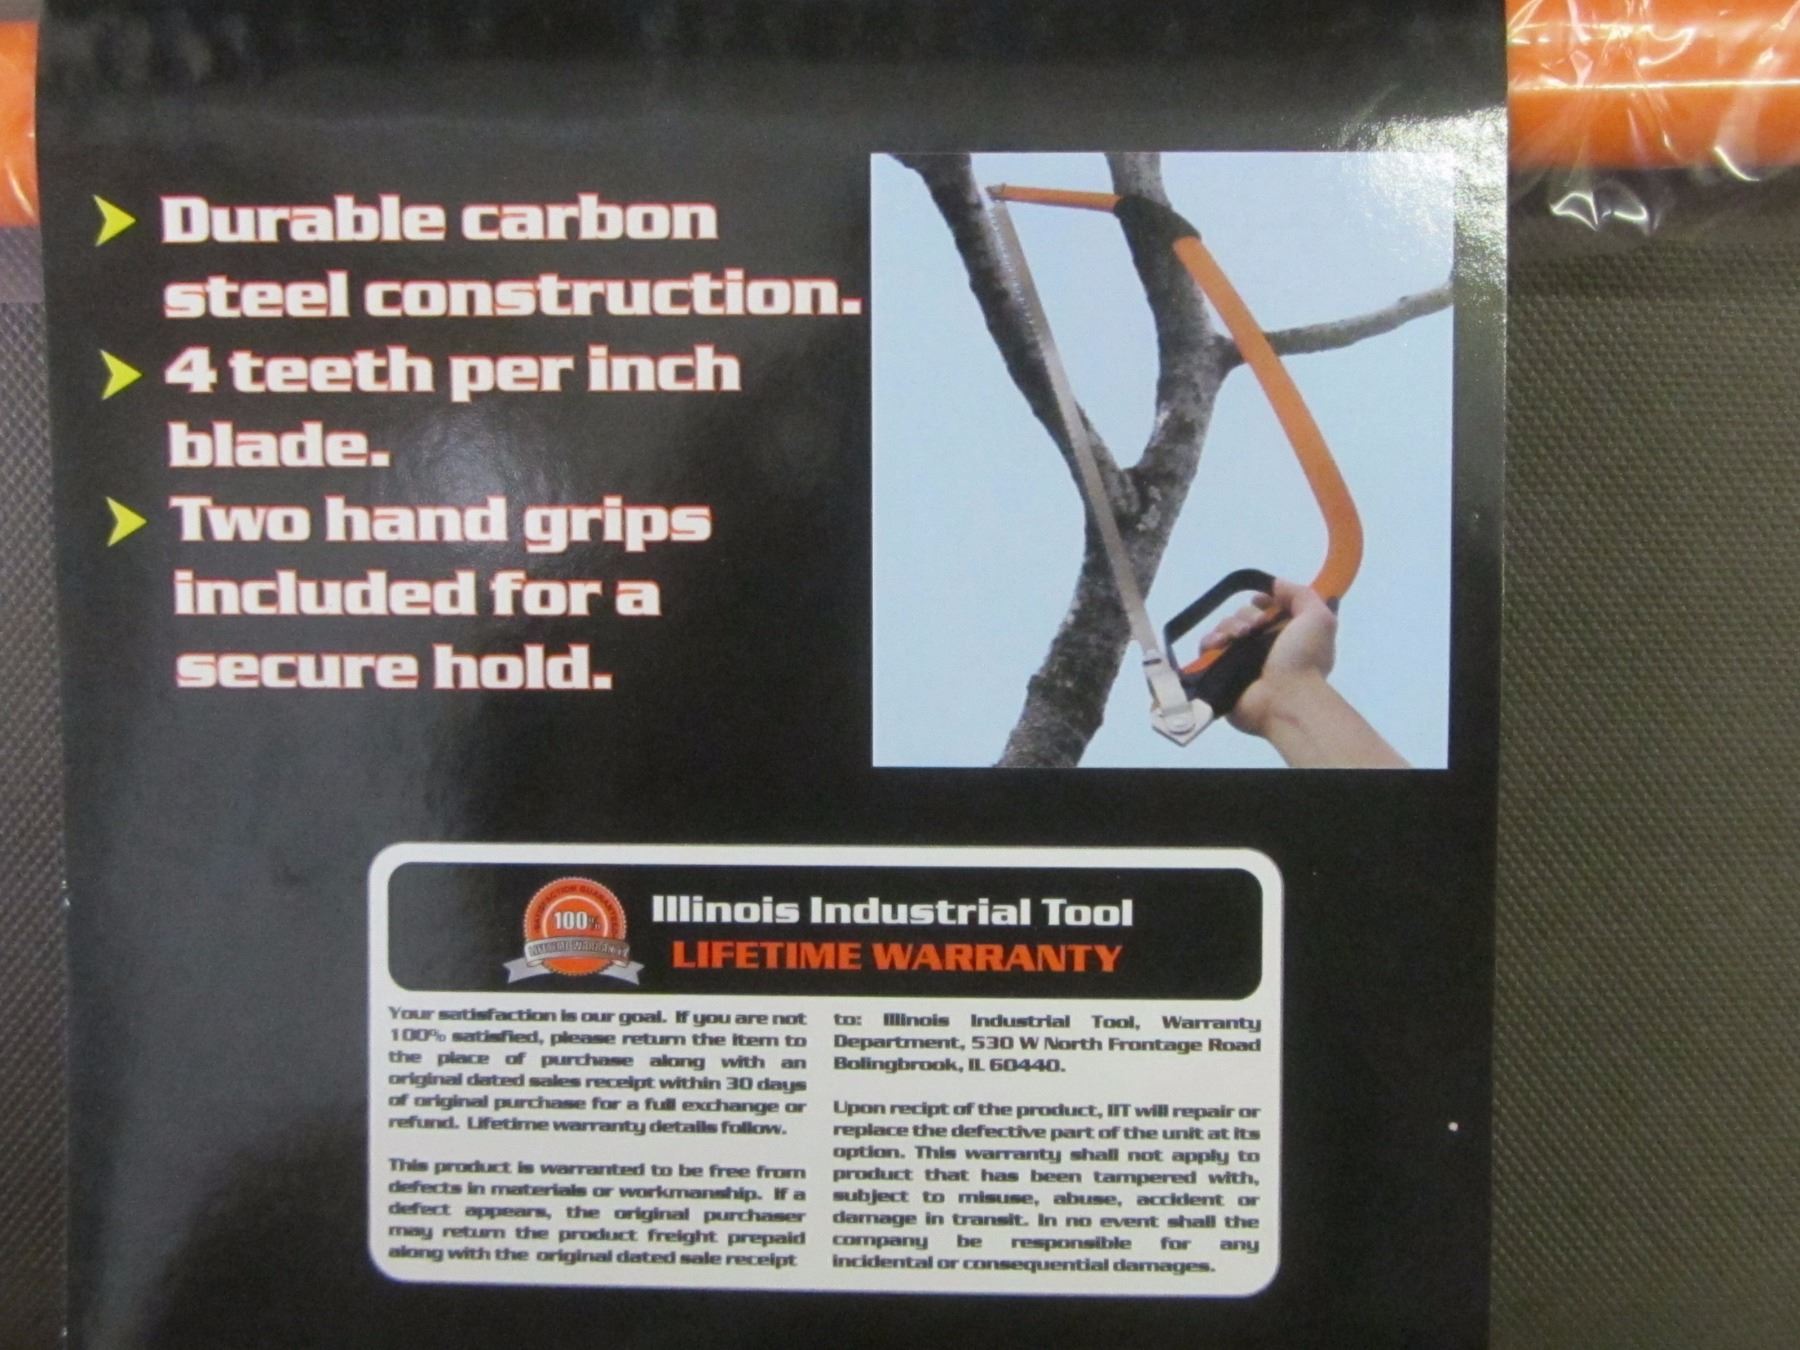 Durable carbon
steel construction.
4 teeth per inch
blade.
Two hand grips
included for a
secure hold.
SATISFACTION GUARANTEED
100%
LIFETIME WARRANTY
Illinois Industrial Tool
LIFETIME WARRANTY
Your satisfaction is our goal. If you are not
100% satisfied, please return the item to
the place of purchase along with an
original dated sales receipt within 30 days
of original purchase for a full exchange or
refund. Lifetime warranty details follow.
This product is warranted to be free from
defects in materials or workmanship. If a
defect appears, the original purchaser
may return the product freight prepaid
along with the original dated sale receipt
to: Illinois Industrial Tool, Warranty
Department, 530 W North Frontage Road
Bolingbrook, IL 60440.
Upon recipt of the product, IIT will repair or
replace the defective part of the unit at its
option. This warranty shall not apply to
product that has been tampered with,
subject to misuse, abuse, accident or
damage in transit. In no event shall the
company be responsible for any
incidental or consequential damages.